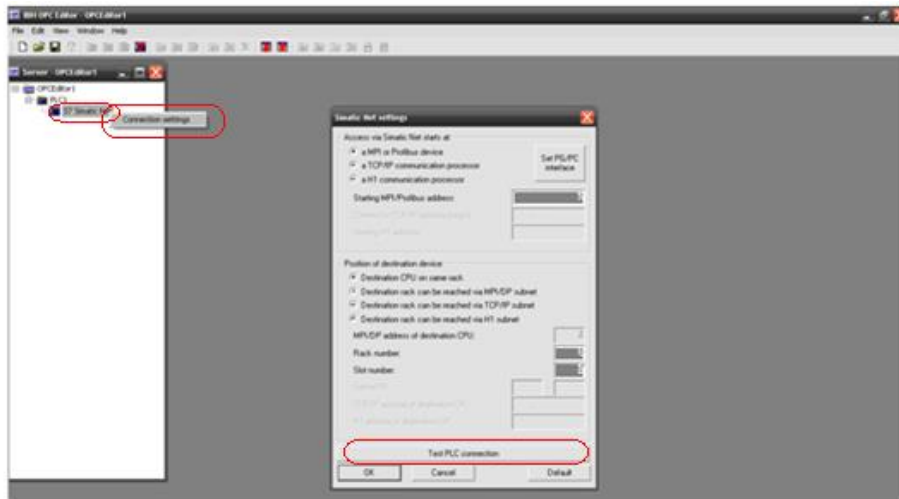 IBH OPC Editor - OPCEditor1
File Edit View Window Help
Server - OPCEditor1
OPCEditor1
PLC1
S7 Simatic Net
Connection settings
Simatic Net settings
Access via Simatic Net starts at
a MPI or Profibus device
a TCP/IP communication processor
a H1 communication processor
Set PG/PC
interface
Starting MPI/Profibus address:
Position of destination device
Destination CPU on same rack
Destination rack can be reached via MPI/DP subnet
Destination rack can be reached via TCP/IP subnet
Destination rack can be reached via H1 subnet
MPI/DP address of destination CPU:
Rack number:
Slot number:
Test PLC connection
OK Cancel Default